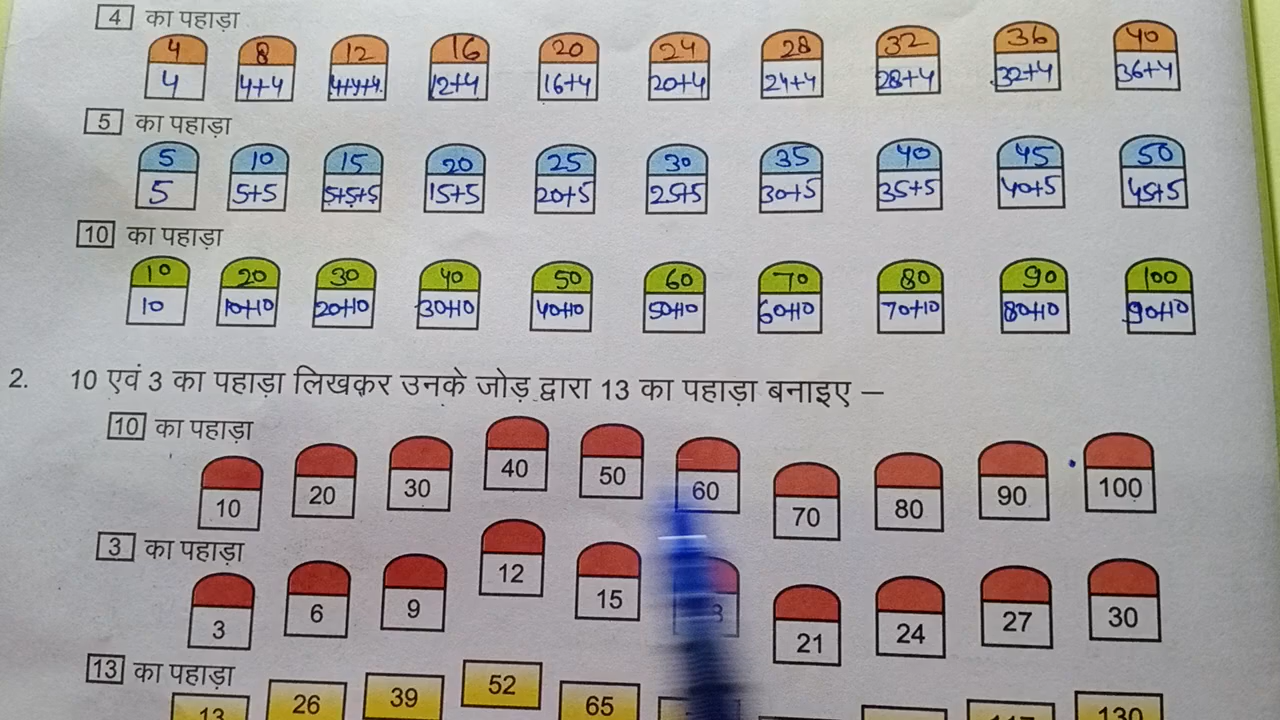 4 का पहाड़ा
4 8 12 16 20 24 28 32 36 40
4 4+4 4+4+4 12+4 16+4 20+4 24+4 28+4 32+4 36+4
5 का पहाड़ा
5 10 15 20 25 30 35 40 45 50
5 5+5 5+5+5 15+5 20+5 25+5 30+5 35+5 40+5 45+5
10 का पहाड़ा
10 20 30 40 50 60 70 80 90 100
10 10+10 20+10 30+10 40+10 50+10 60+10 70+10 80+10 90+10
2. 10 एवं 3 का पहाड़ा लिखकर उनके जोड़ द्वारा 13 का पहाड़ा बनाइए –
10 का पहाड़ा
10 20 30 40 50 60 70 80 90 100
3 का पहाड़ा
3 6 9 12 15 21 24 27 30
13 का पहाड़ा
13 26 39 52 65 117 130